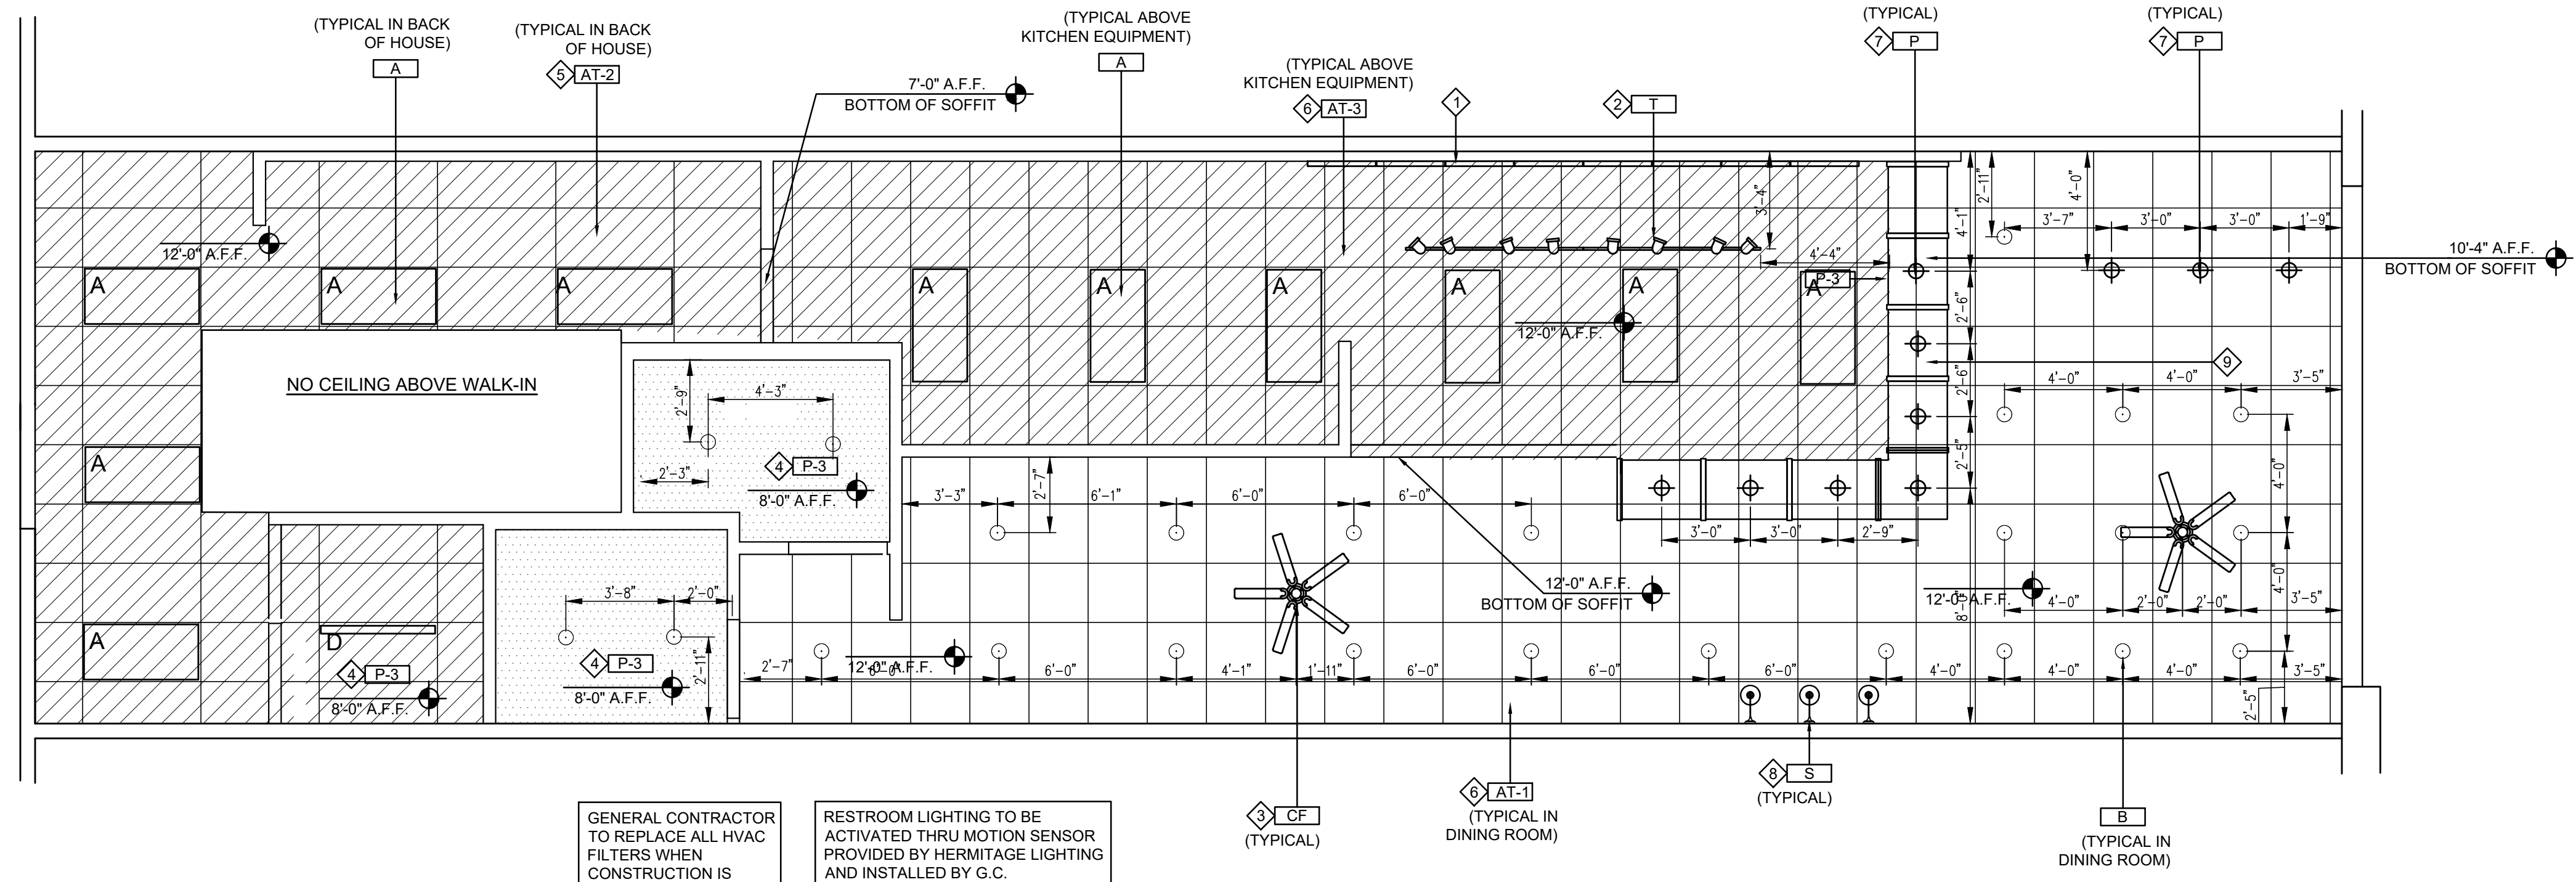 (TYPICAL IN BACK
OF HOUSE)
A
(TYPICAL IN BACK
OF HOUSE)
5 AT-2
7'-0" A.F.F.
BOTTOM OF SOFFIT
(TYPICAL ABOVE
KITCHEN EQUIPMENT)
A
(TYPICAL ABOVE
KITCHEN EQUIPMENT)
6 AT-3
1
2 T
(TYPICAL)
7 P
(TYPICAL)
7 P
12'-0" A.F.F.
3'-4"
4'-4"
4'-1"
2'-11"
4'-0"
3'-7"
3'-0"
3'-0"
1'-9"
10'-4" A.F.F.
BOTTOM OF SOFFIT
A
A
A
A
A
A
A
A
A
P-3
12'-0" A.F.F.
2'-6"
2'-6"
2'-5"
9
NO CEILING ABOVE WALK-IN
2'-9"
4'-3"
2'-3"
4 P-3
8'-0" A.F.F.
4'-0"
4'-0"
3'-5"
4'-0"
4'-0"
A
3'-3"
2'-7"
6'-1"
6'-0"
6'-0"
3'-0"
3'-0"
2'-9"
12'-0" A.F.F.
BOTTOM OF SOFFIT
12'-0" A.F.F.
8'-0"
4'-0"
2'-0"
2'-0"
3'-5"
A
D
4 P-3
8'-0" A.F.F.
3'-8"
2'-0"
4 P-3
8'-0" A.F.F.
2'-11"
2'-7"
12'-0" A.F.F.
6'-0"
6'-0"
4'-1"
1'-11"
6'-0"
6'-0"
6'-0"
4'-0"
4'-0"
4'-0"
3'-5"
2'-5"
GENERAL CONTRACTOR
TO REPLACE ALL HVAC
FILTERS WHEN
CONSTRUCTION IS
RESTROOM LIGHTING TO BE
ACTIVATED THRU MOTION SENSOR
PROVIDED BY HERMITAGE LIGHTING
AND INSTALLED BY G.C.
3 CF
(TYPICAL)
6 AT-1
(TYPICAL IN
DINING ROOM)
8 S
(TYPICAL)
B
(TYPICAL IN
DINING ROOM)